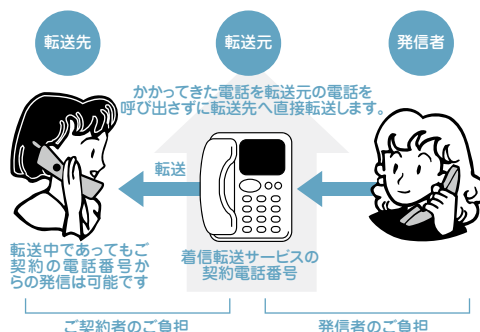 転送先
転送元
発信者
かかってきた電話を転送元の電話を
呼び出さずに転送先へ直接転送します。
転送
転送中であってもご
契約の電話番号か
らの発信は可能です
着信転送サービスの
契約電話番号
ご契約者のご負担
発信者のご負担